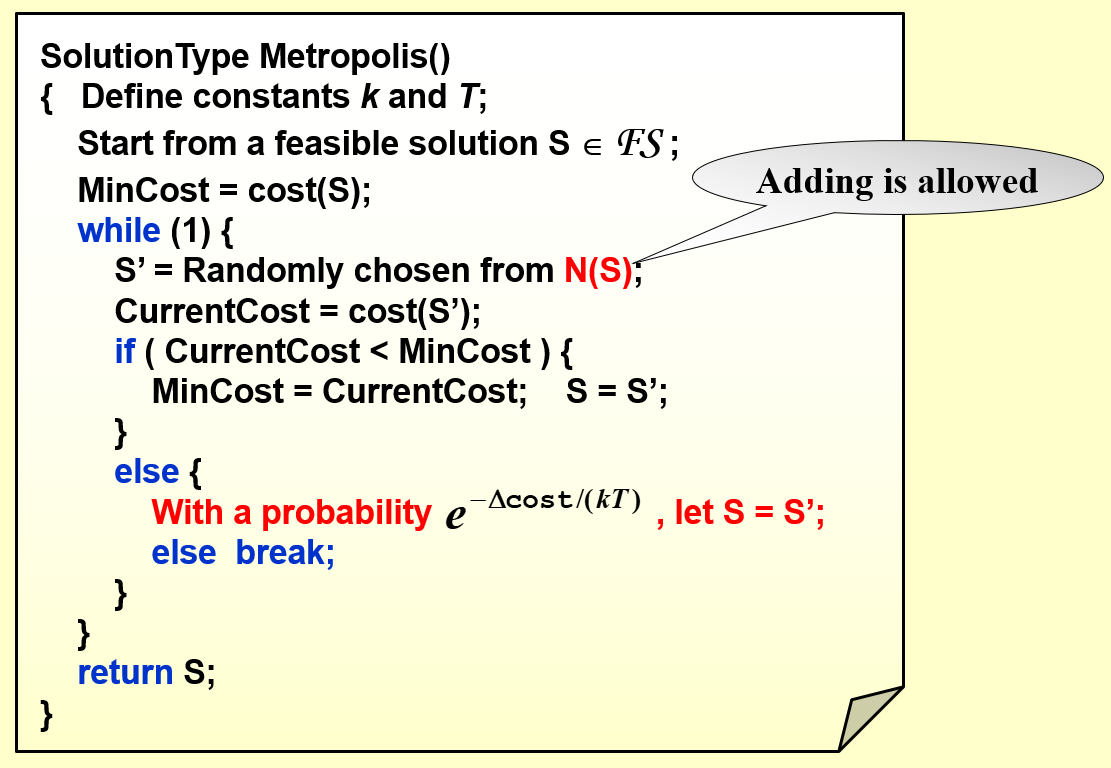 SolutionType Metropolis()
{ Define constants k and T;
Start from a feasible solution S ∈ ℱ𝒮 ;
MinCost = cost(S);
while (1) {
S’ = Randomly chosen from N(S);
Adding is allowed
CurrentCost = cost(S’);
if ( CurrentCost < MinCost ) {
MinCost = CurrentCost; S = S’;
}
else {
With a probability e^{−Δcost/(kT)} , let S = S’;
else break;
}
}
return S;
}